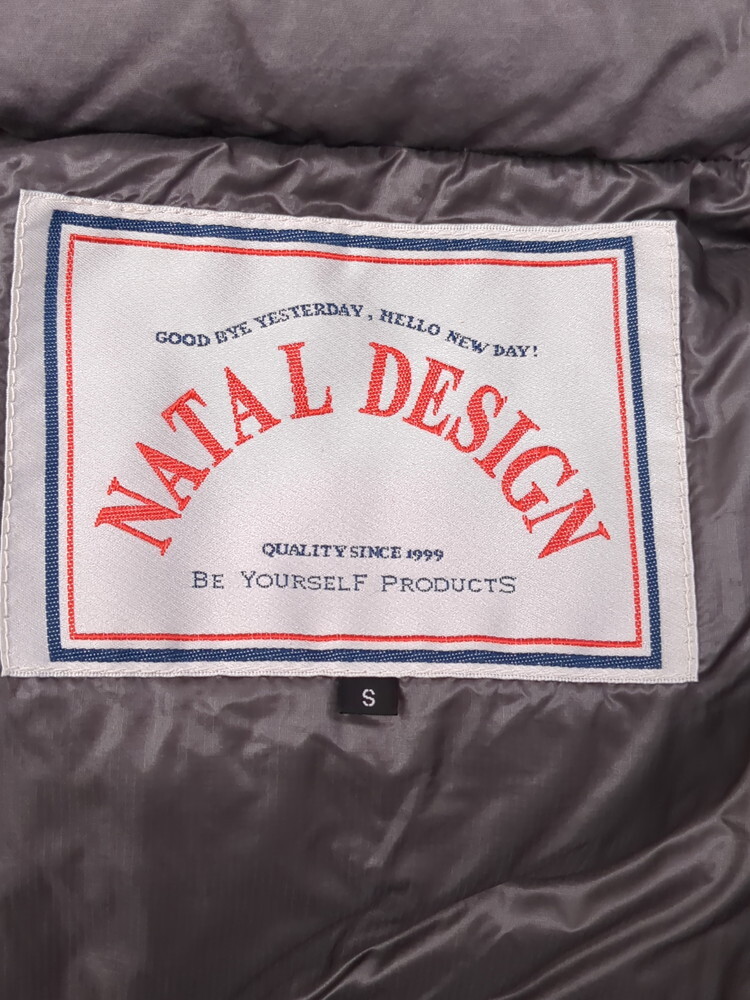 GOOD BYE YESTERDAY, HELLO NEW DAY!
NATAL DESIGN
QUALITY SINCE 1999
BE YOURSELF PRODUCTS
S